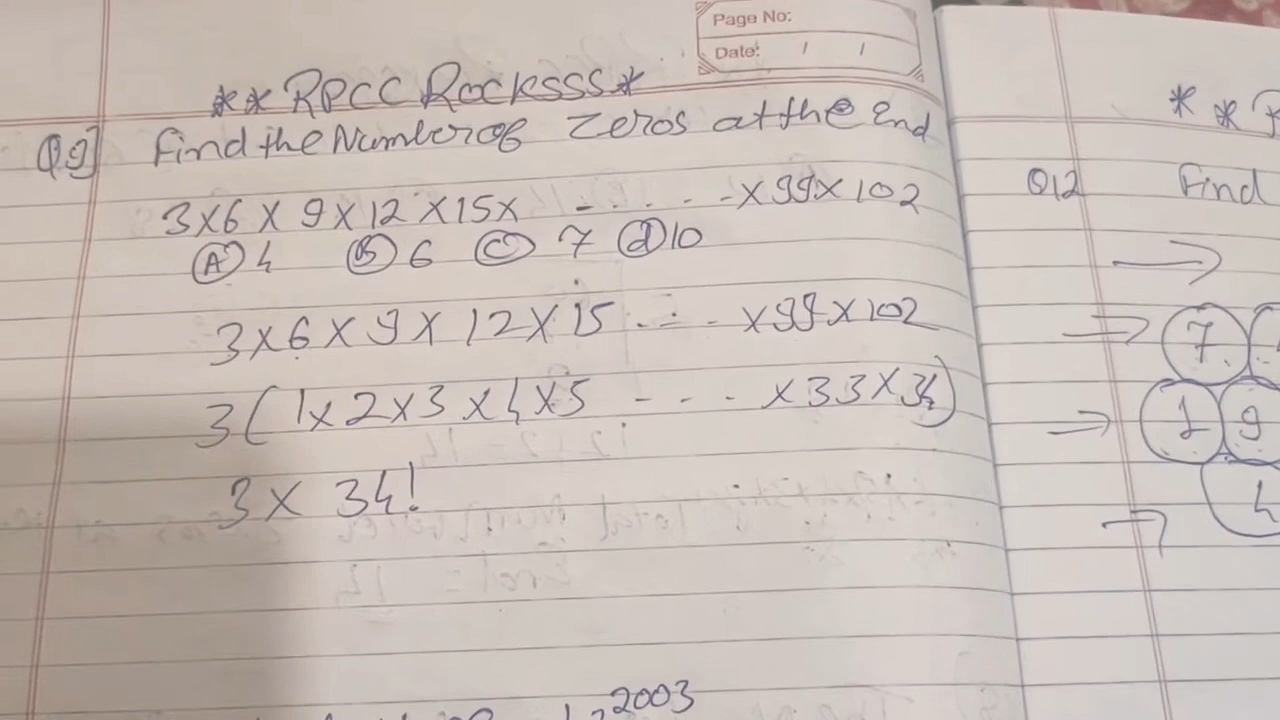 Page No:
Date: / /
** RPCC Rocksss*
Q9] Find the Number of Zeros at the End
3×6×9×12×15×-.....-×99×102
(A) 4 (B) 6 (C) 7 (d) 10
3×6×9×12×15.-.-.×99×102
3(1×2×3×4×5 ---.×33×34)
3× 34!
2003
* *
Q12 Find
→
→ 7
→ 1 9
→ 4